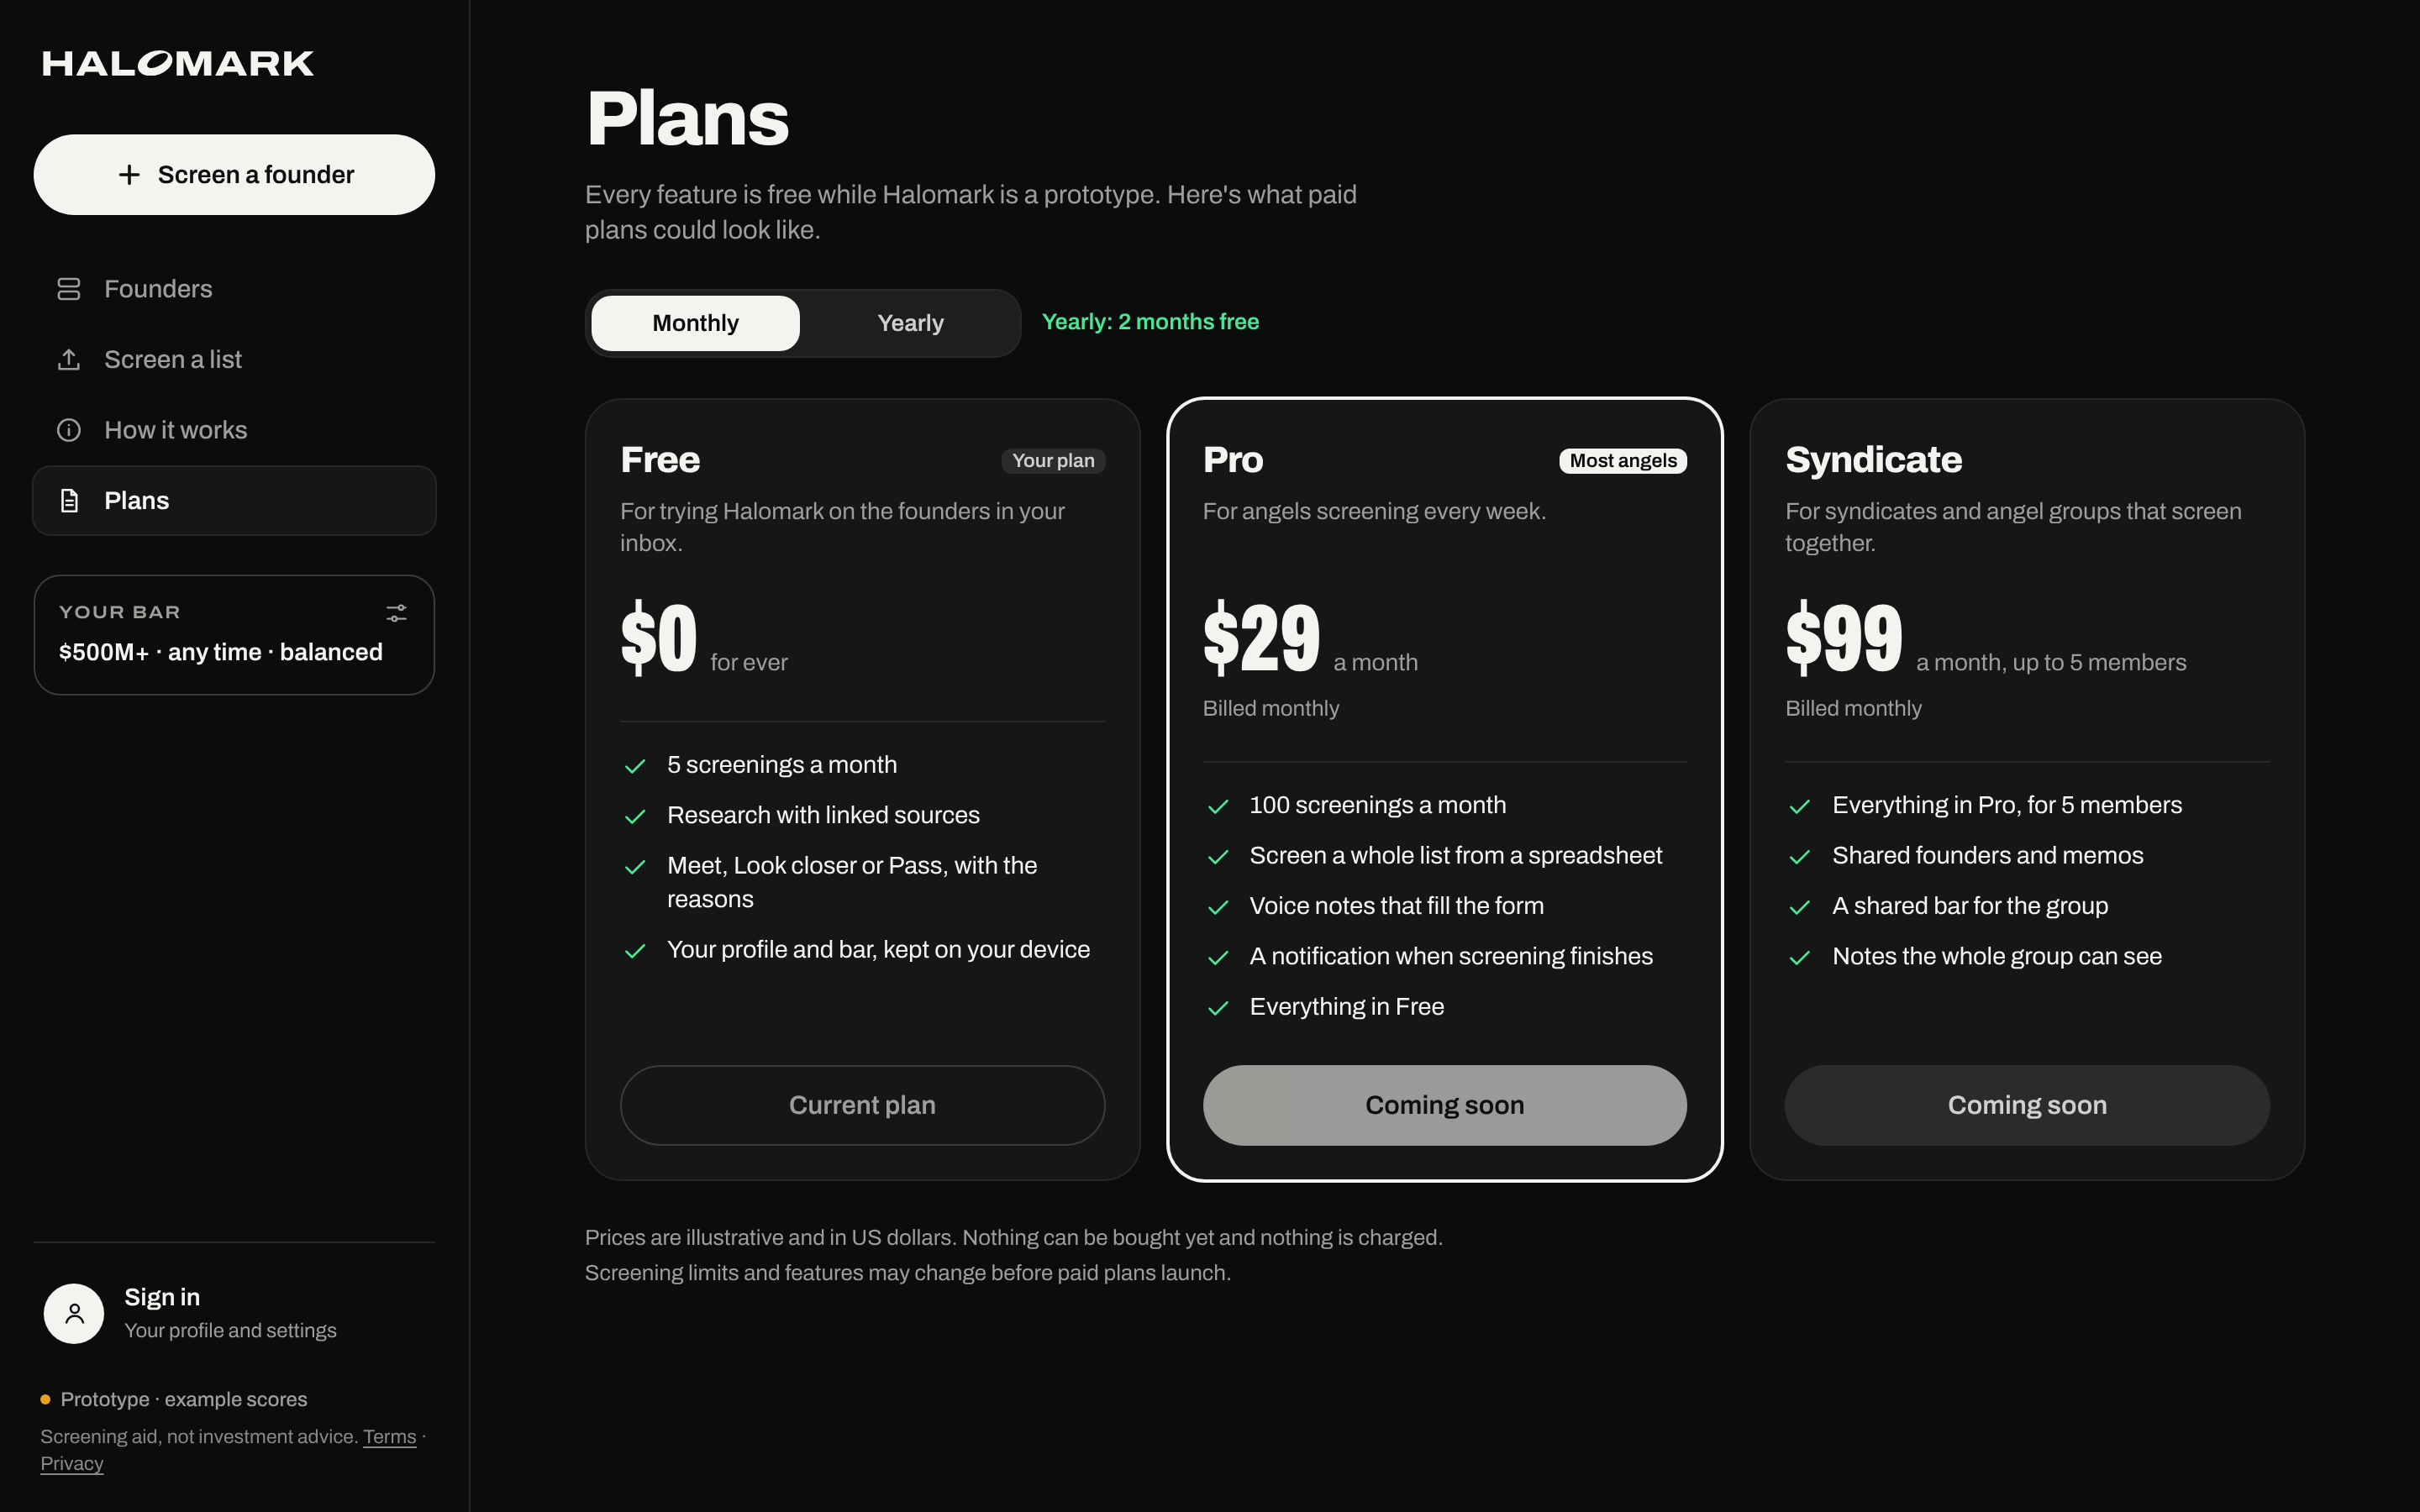 HALOMARK
Screen a founder
Founders
Screen a list
How it works
Plans
YOUR BAR
$500M+ · any time · balanced
Sign in
Your profile and settings
Prototype · example scores
Screening aid, not investment advice. Terms ·
Privacy
Plans
Every feature is free while Halomark is a prototype. Here's what paid
plans could look like.
Monthly
Yearly
Yearly: 2 months free
Free
Your plan
For trying Halomark on the founders in your
inbox.
$0 for ever
5 screenings a month
Research with linked sources
Meet, Look closer or Pass, with the
reasons
Your profile and bar, kept on your device
Current plan
Pro
Most angels
For angels screening every week.
$29 a month
Billed monthly
100 screenings a month
Screen a whole list from a spreadsheet
Voice notes that fill the form
A notification when screening finishes
Everything in Free
Coming soon
Syndicate
For syndicates and angel groups that screen
together.
$99 a month, up to 5 members
Billed monthly
Everything in Pro, for 5 members
Shared founders and memos
A shared bar for the group
Notes the whole group can see
Coming soon
Prices are illustrative and in US dollars. Nothing can be bought yet and nothing is charged.
Screening limits and features may change before paid plans launch.